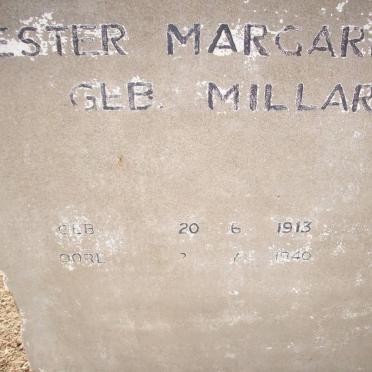 ESTER MARGAR
GEB. MILLAR
GEB 20 6 1913
OORL 7 1940